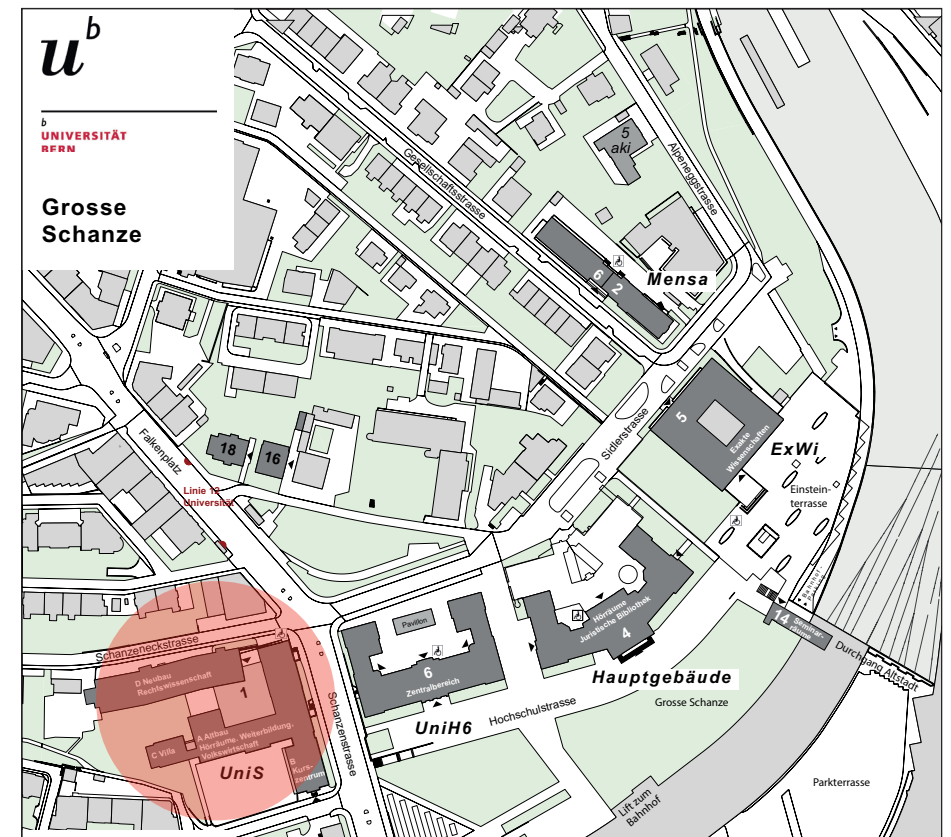 u^b
b
UNIVERSITÄT
BERN
Grosse
Schanze
5
aki
Alpeneggstrasse
Gesellschaftsstrasse
6
2
Mensa
5
Exakte
Wissenschaften
ExWi
Einstein-
terrasse
Sidlerstrasse
Falkenplatz
18
16
Linie 12
Universität
Bahnhof-
Parking
14
Seminar-
räume
Durchgang Altstadt
Hörräume
Juristische Bibliothek
4
Hauptgebäude
Grosse Schanze
Pavillon
6
Zentralbereich
UniH6
Hochschulstrasse
Schanzenstrasse
Schanzeneckstrasse
D Neubau
Rechtswissenschaft
1
A Altbau
Hörräume, Weiterbildung,
Volkswirtschaft
C Villa
B
Kurs-
zentrum
UniS
Lift zum
Bahnhof
Parkterrasse